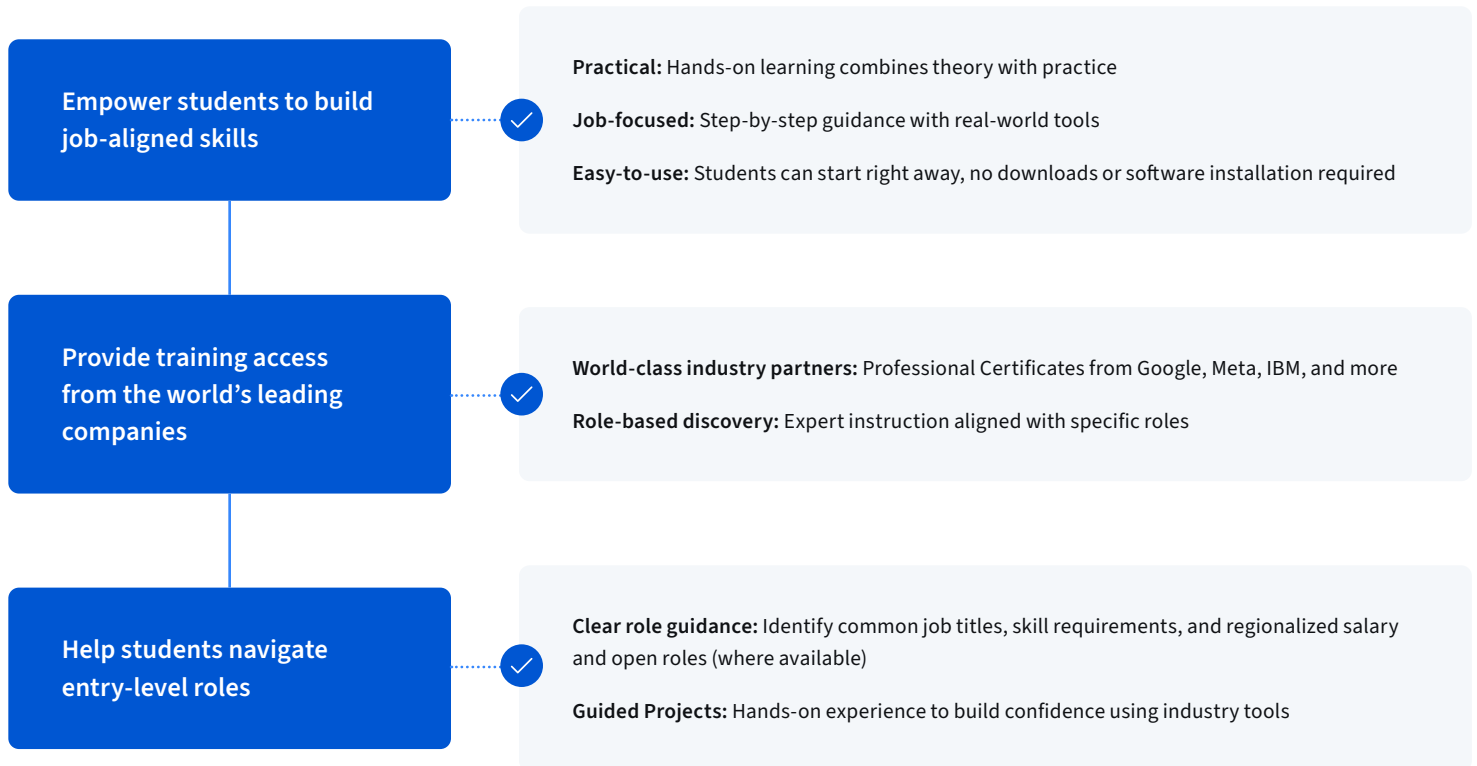 Empower students to build
job-aligned skills
Practical: Hands-on learning combines theory with practice
Job-focused: Step-by-step guidance with real-world tools
Easy-to-use: Students can start right away, no downloads or software installation required
Provide training access
from the world’s leading
companies
World-class industry partners: Professional Certificates from Google, Meta, IBM, and more
Role-based discovery: Expert instruction aligned with specific roles
Help students navigate
entry-level roles
Clear role guidance: Identify common job titles, skill requirements, and regionalized salary
and open roles (where available)
Guided Projects: Hands-on experience to build confidence using industry tools